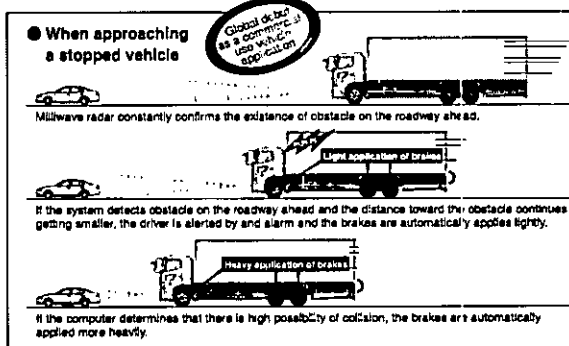 ● When approaching
a stopped vehicle
Global debut
as a commercial
use vehicle
application
Milliwave radar constantly confirms the existence of obstacle on the roadway ahead.
Light application of brakes
If the system detects obstacle on the roadway ahead and the distance toward the obstacle continues
getting smaller, the driver is alerted by and alarm and the brakes are automatically applies lightly.
Heavy application of brakes
If the computer determines that there is high possibility of collision, the brakes are automatically
applied more heavily.